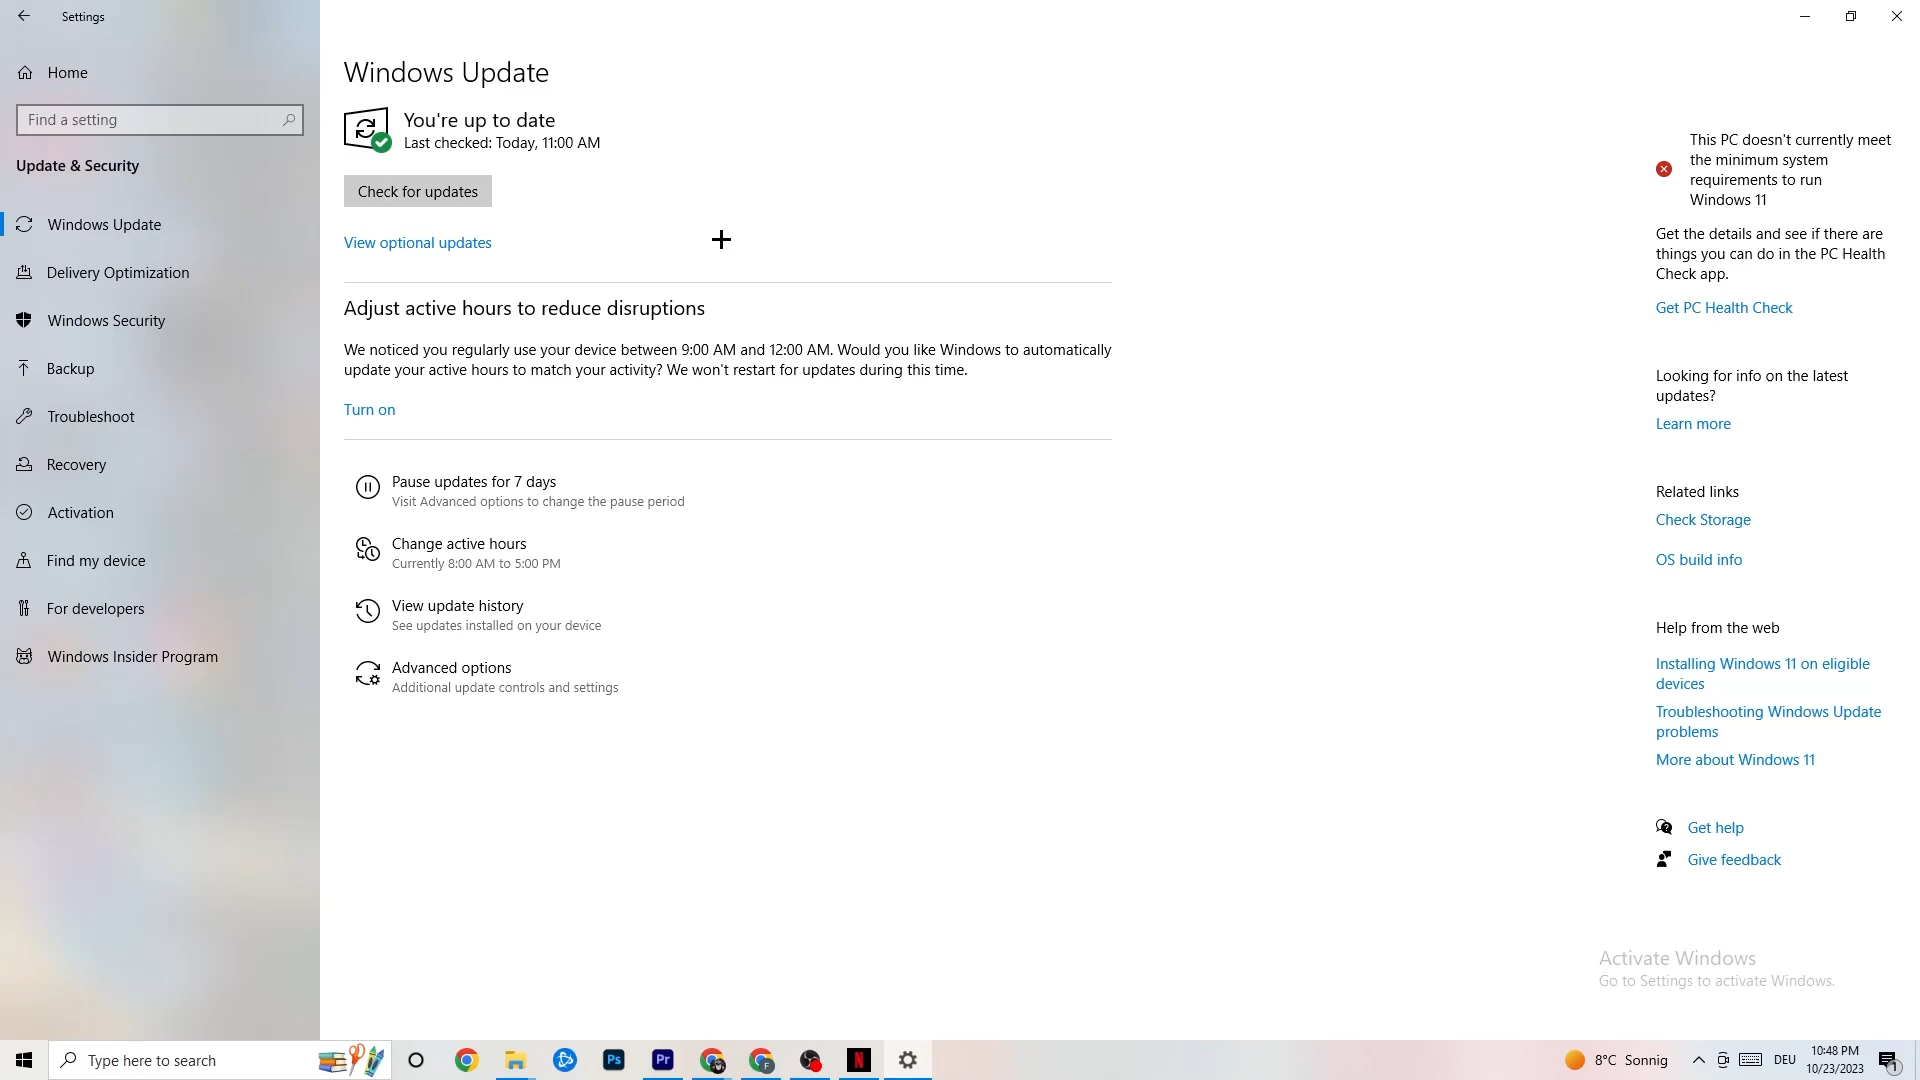 Settings
Home
Find a setting
Update & Security
Windows Update
Delivery Optimization
Windows Security
Backup
Troubleshoot
Recovery
Activation
Find my device
For developers
Windows Insider Program
Windows Update
You're up to date
Last checked: Today, 11:00 AM
Check for updates
View optional updates
Adjust active hours to reduce disruptions
We noticed you regularly use your device between 9:00 AM and 12:00 AM. Would you like Windows to automatically
update your active hours to match your activity? We won't restart for updates during this time.
Turn on
Pause updates for 7 days
Visit Advanced options to change the pause period
Change active hours
Currently 8:00 AM to 5:00 PM
View update history
See updates installed on your device
Advanced options
Additional update controls and settings
This PC doesn't currently meet
the minimum system
requirements to run
Windows 11
Get the details and see if there are
things you can do in the PC Health
Check app.
Get PC Health Check
Looking for info on the latest
updates?
Learn more
Related links
Check Storage
OS build info
Help from the web
Installing Windows 11 on eligible
devices
Troubleshooting Windows Update
problems
More about Windows 11
Get help
Give feedback
Activate Windows
Go to Settings to activate Windows.
Type here to search
Ps
Pr
F
N
8°C Sonnig
DEU
10:48 PM
10/23/2023
1